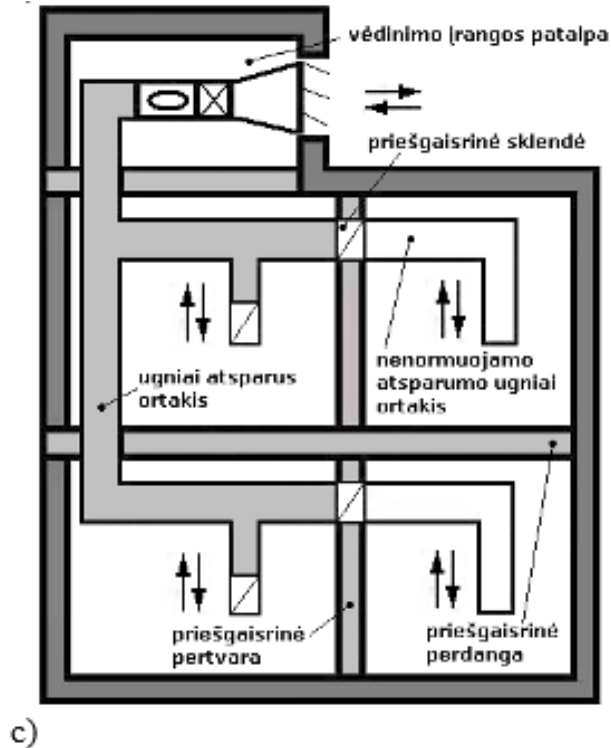 vėdinimo įrangos patalpa
priešgaisrinė sklendė
nenormuojamo
atsparumo ugniai
ortakis
ugniai atsparus
ortakis
priešgaisrinė
pertvara
priešgaisrinė
perdanga
c)